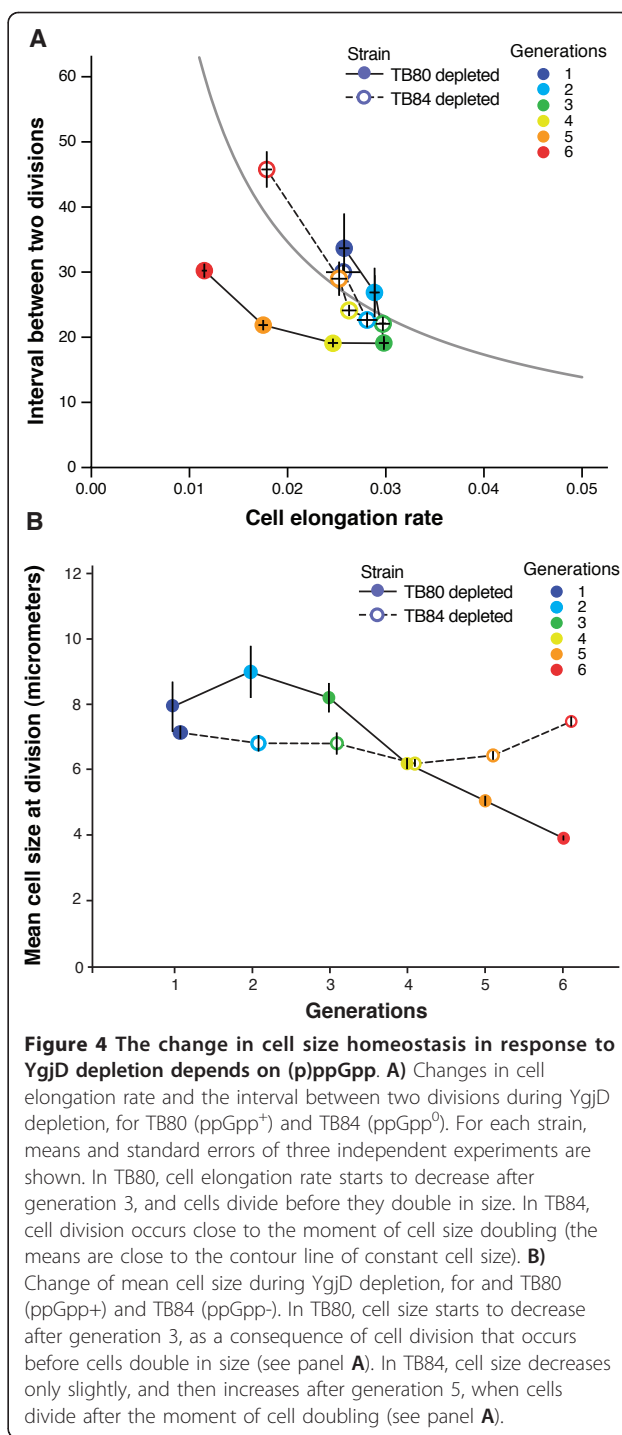 A
Strain
Generations
TB80 depleted
TB84 depleted
1
2
3
4
5
6
60
50
40
30
20
10
0
Interval between two divisions
0.00 0.01 0.02 0.03 0.04 0.05
Cell elongation rate
B
Strain
Generations
TB80 depleted
TB84 depleted
1
2
3
4
5
6
12
10
8
6
4
2
0
Mean cell size at division (micrometers)
1 2 3 4 5 6
Generations
Figure 4 The change in cell size homeostasis in response to
YgjD depletion depends on (p)ppGpp. A) Changes in cell
elongation rate and the interval between two divisions during YgjD
depletion, for TB80 (ppGpp⁺) and TB84 (ppGpp⁰). For each strain,
means and standard errors of three independent experiments are
shown. In TB80, cell elongation rate starts to decrease after
generation 3, and cells divide before they double in size. In TB84,
cell division occurs close to the moment of cell size doubling (the
means are close to the contour line of constant cell size). B)
Change of mean cell size during YgjD depletion, for and TB80
(ppGpp+) and TB84 (ppGpp-). In TB80, cell size starts to decrease
after generation 3, as a consequence of cell division that occurs
before cells double in size (see panel A). In TB84, cell size decreases
only slightly, and then increases after generation 5, when cells
divide after the moment of cell doubling (see panel A).